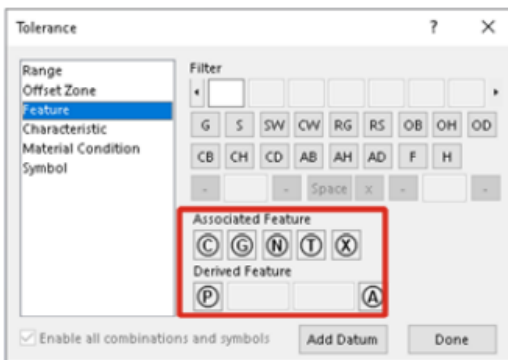 Tolerance ? ×
Range
Offset Zone
Feature
Characteristic
Material Condition
Symbol
Filter
G S SW CW RG RS OB OH OD
CB CH CD AB AH AD F H
- - Space x - -
Associated Feature
Ⓒ Ⓖ Ⓝ Ⓣ Ⓧ
Derived Feature
Ⓟ Ⓐ
Enable all combinations and symbols
Add Datum Done